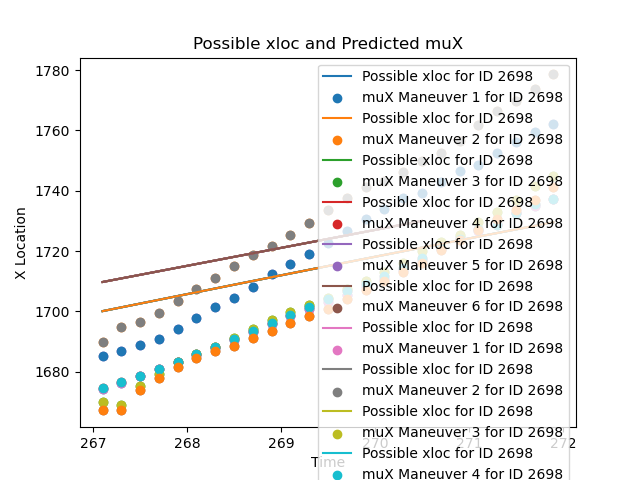 Possible xloc and Predicted muX
1780
1760
1740
1720
1700
1680
X Location
267
268
269
270
271
272
Time
Possible xloc for ID 2698
muX Maneuver 1 for ID 2698
Possible xloc for ID 2698
muX Maneuver 2 for ID 2698
Possible xloc for ID 2698
muX Maneuver 3 for ID 2698
Possible xloc for ID 2698
muX Maneuver 4 for ID 2698
Possible xloc for ID 2698
muX Maneuver 5 for ID 2698
Possible xloc for ID 2698
muX Maneuver 6 for ID 2698
Possible xloc for ID 2698
muX Maneuver 1 for ID 2698
Possible xloc for ID 2698
muX Maneuver 2 for ID 2698
Possible xloc for ID 2698
muX Maneuver 3 for ID 2698
Possible xloc for ID 2698
muX Maneuver 4 for ID 2698